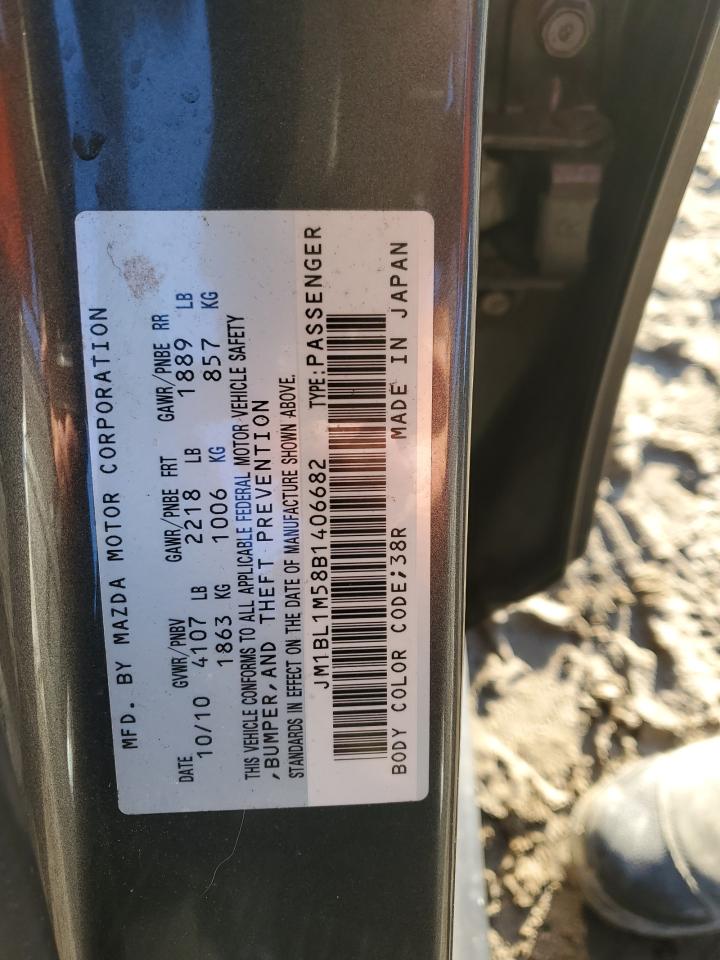 MFD. BY MAZDA MOTOR CORPORATION
DATE GVWR/PNBV GAWR/PNBE FRT GAWR/PNBE RR
10/10 4107 LB 2218 LB 1889 LB
1863 KG 1006 KG 857 KG
THIS VEHICLE CONFORMS TO ALL APPLICABLE FEDERAL MOTOR VEHICLE SAFETY
,BUMPER,AND THEFT PREVENTION
STANDARDS IN EFFECT ON THE DATE OF MANUFACTURE SHOWN ABOVE.
JM1BL1M58B1406682 TYPE:PASSENGER
BODY COLOR CODE;38R MADE IN JAPAN